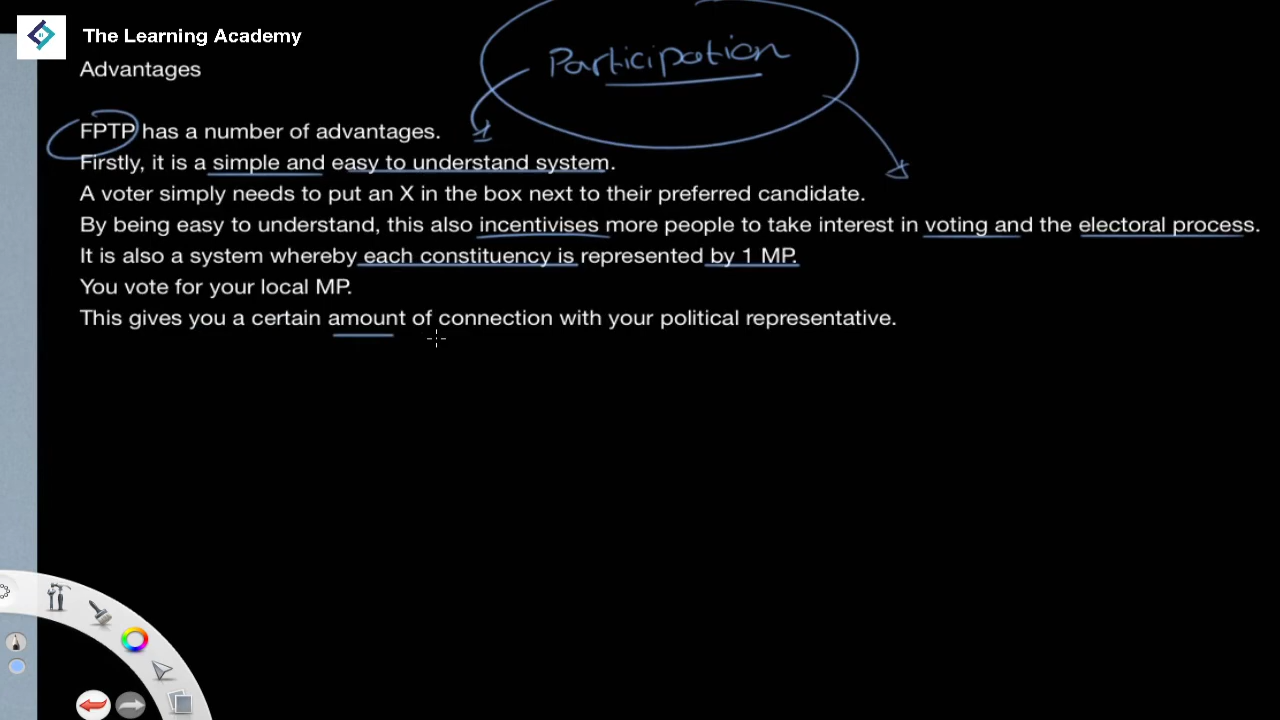 The Learning Academy
Participation
Advantages
FPTP has a number of advantages.
Firstly, it is a simple and easy to understand system.
A voter simply needs to put an X in the box next to their preferred candidate.
By being easy to understand, this also incentivises more people to take interest in voting and the electoral process.
It is also a system whereby each constituency is represented by 1 MP.
You vote for your local MP.
This gives you a certain amount of connection with your political representative.